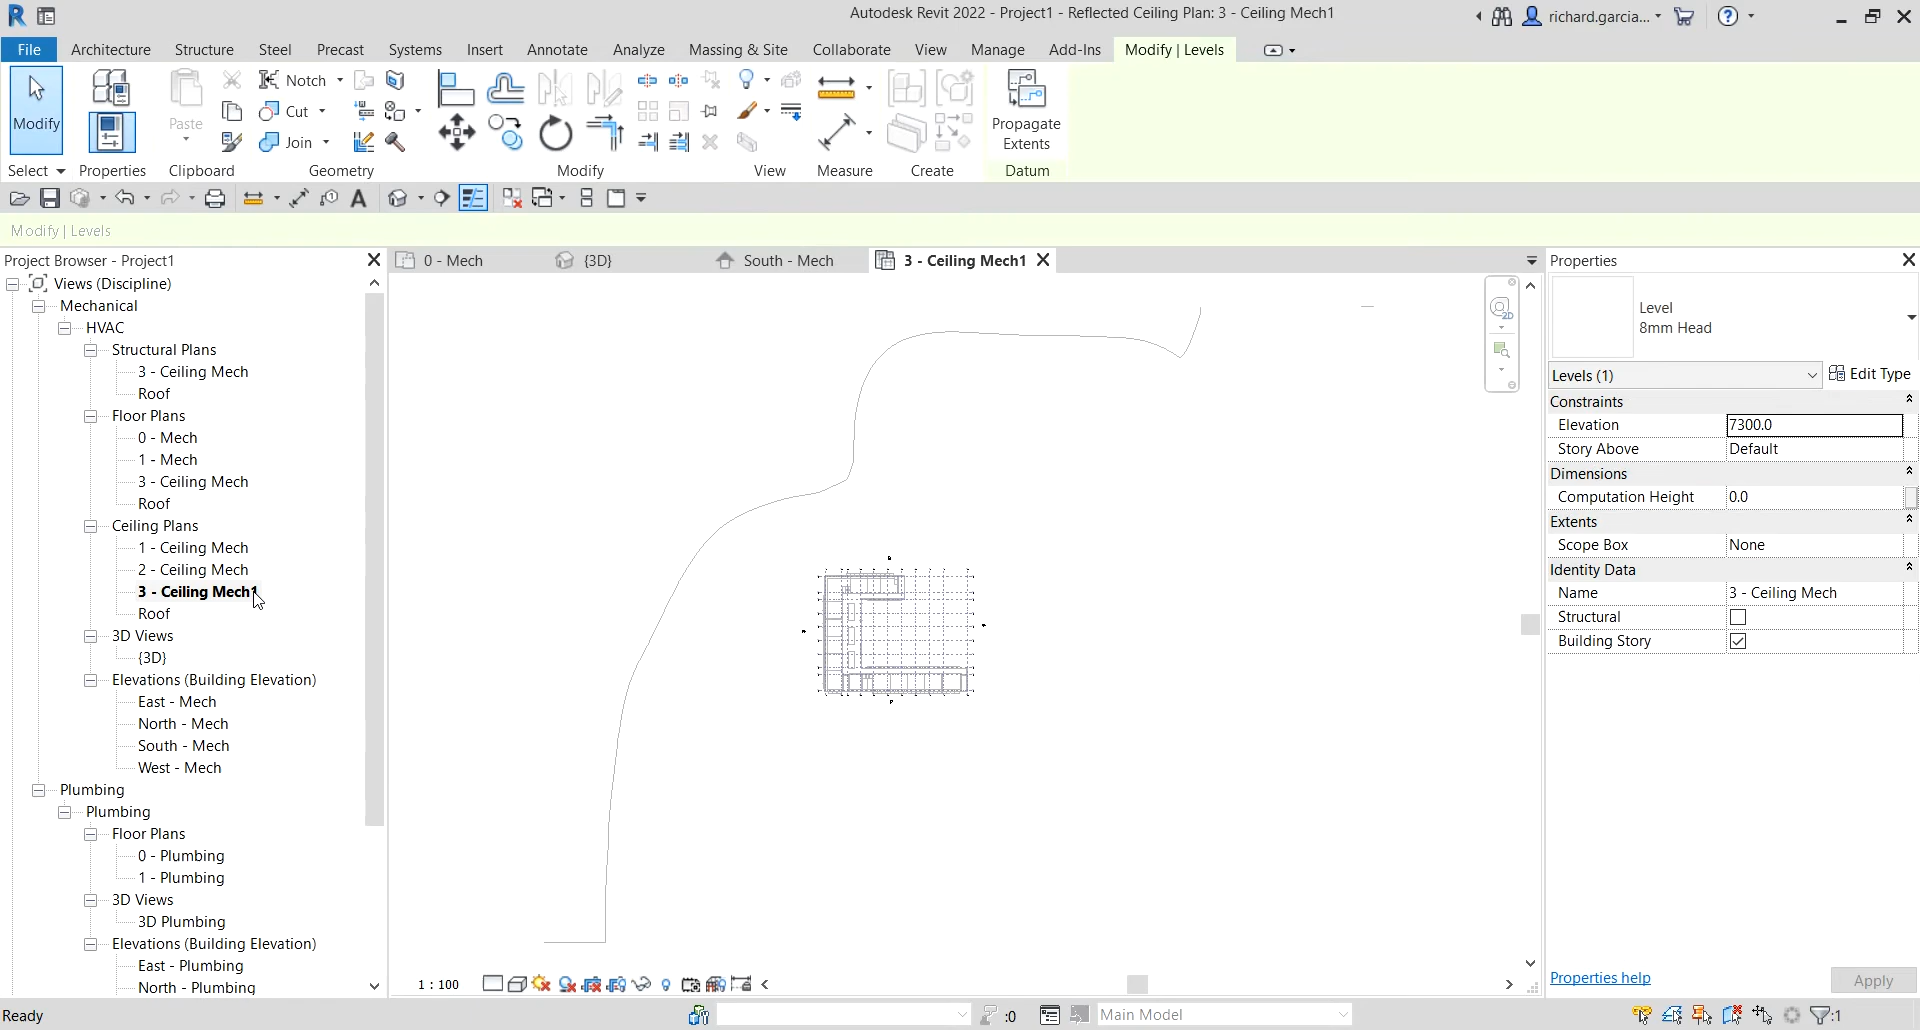 Autodesk Revit 2022 - Project1 - Reflected Ceiling Plan: 3 - Ceiling Mech1
richard.garcia...
File Architecture Structure Steel Precast Systems Insert Annotate Analyze Massing & Site Collaborate View Manage Add-Ins Modify | Levels
Modify
Paste
Notch
Cut
Join
Propagate
Extents
Select Properties Clipboard Geometry Modify View Measure Create Datum
Modify | Levels
Project Browser - Project1
Views (Discipline)
Mechanical
HVAC
Structural Plans
3 - Ceiling Mech
Roof
Floor Plans
0 - Mech
1 - Mech
3 - Ceiling Mech
Roof
Ceiling Plans
1 - Ceiling Mech
2 - Ceiling Mech
3 - Ceiling Mech1
Roof
3D Views
{3D}
Elevations (Building Elevation)
East - Mech
North - Mech
South - Mech
West - Mech
Plumbing
Plumbing
Floor Plans
0 - Plumbing
1 - Plumbing
3D Views
3D Plumbing
Elevations (Building Elevation)
East - Plumbing
North - Plumbing
0 - Mech {3D} South - Mech 3 - Ceiling Mech1
2D
1 : 100
Properties
Level
8mm Head
Levels (1) Edit Type
Constraints
Elevation 7300.0
Story Above Default
Dimensions
Computation Height 0.0
Extents
Scope Box None
Identity Data
Name 3 - Ceiling Mech
Structural
Building Story
Properties help Apply
Ready :0 Main Model :1